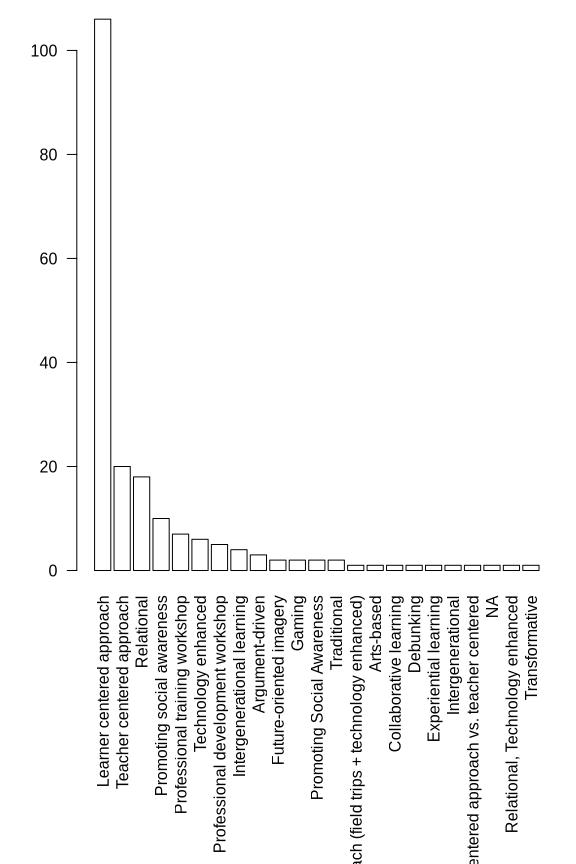 100
80
60
40
20
0
Learner centered approach
Teacher centered approach
Relational
Promoting social awareness
Professional training workshop
Technology enhanced
Professional development workshop
Intergenerational learning
Argument-driven
Future-oriented imagery
Gaming
Promoting Social Awareness
Traditional
(field trips + technology enhanced)
Arts-based
Collaborative learning
Debunking
Experiential learning
Intergenerational
approach vs. teacher centered
NA
Relational, Technology enhanced
Transformative